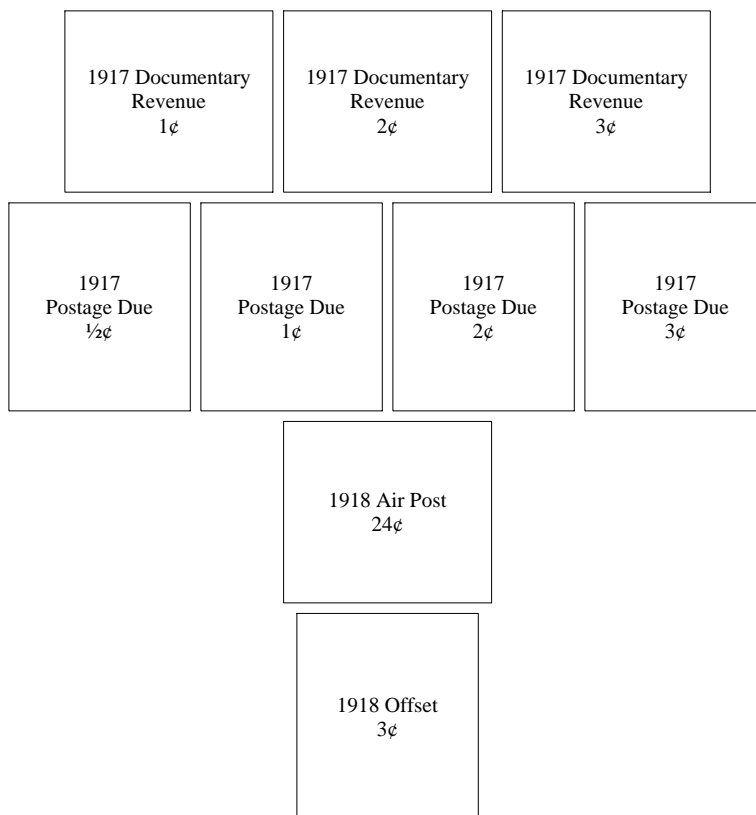 1917 Documentary
Revenue
1¢
1917 Documentary
Revenue
2¢
1917 Documentary
Revenue
3¢
1917
Postage Due
½¢
1917
Postage Due
1¢
1917
Postage Due
2¢
1917
Postage Due
3¢
1918 Air Post
24¢
1918 Offset
3¢